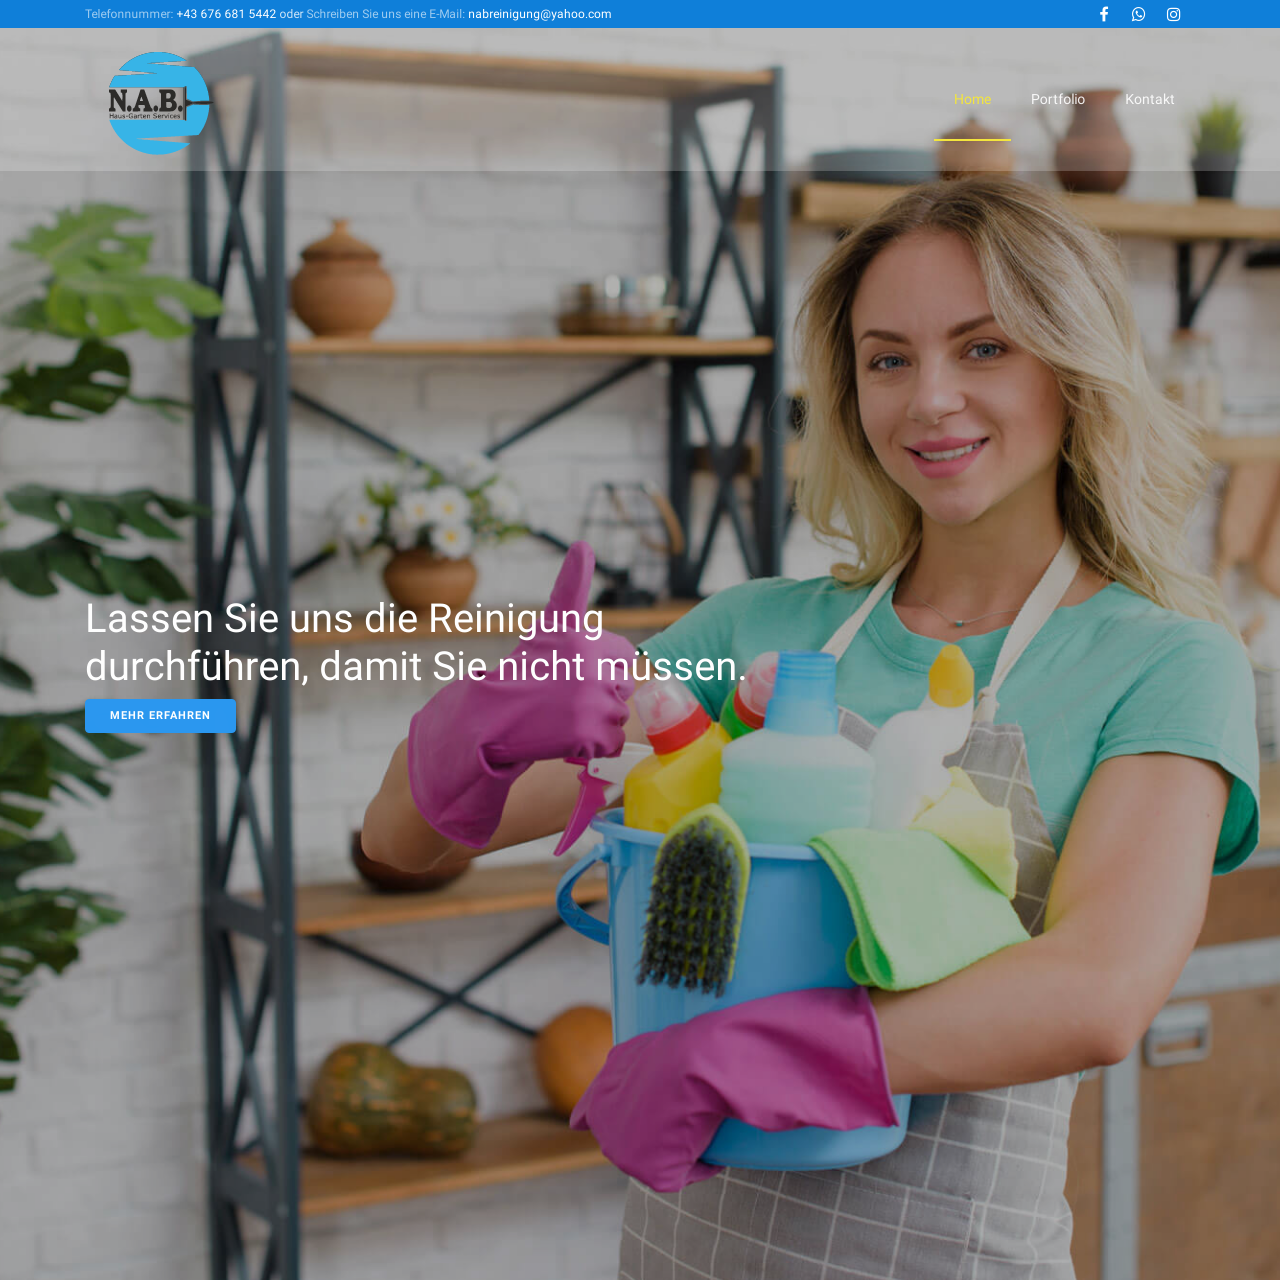 Telefonnummer: +43 676 681 5442 oder Schreiben Sie uns eine E-Mail: nabreinigung@yahoo.com
N.A.B.
Haus-Garten Services
Home Portfolio Kontakt
Lassen Sie uns die Reinigung
durchführen, damit Sie nicht müssen.
MEHR ERFAHREN